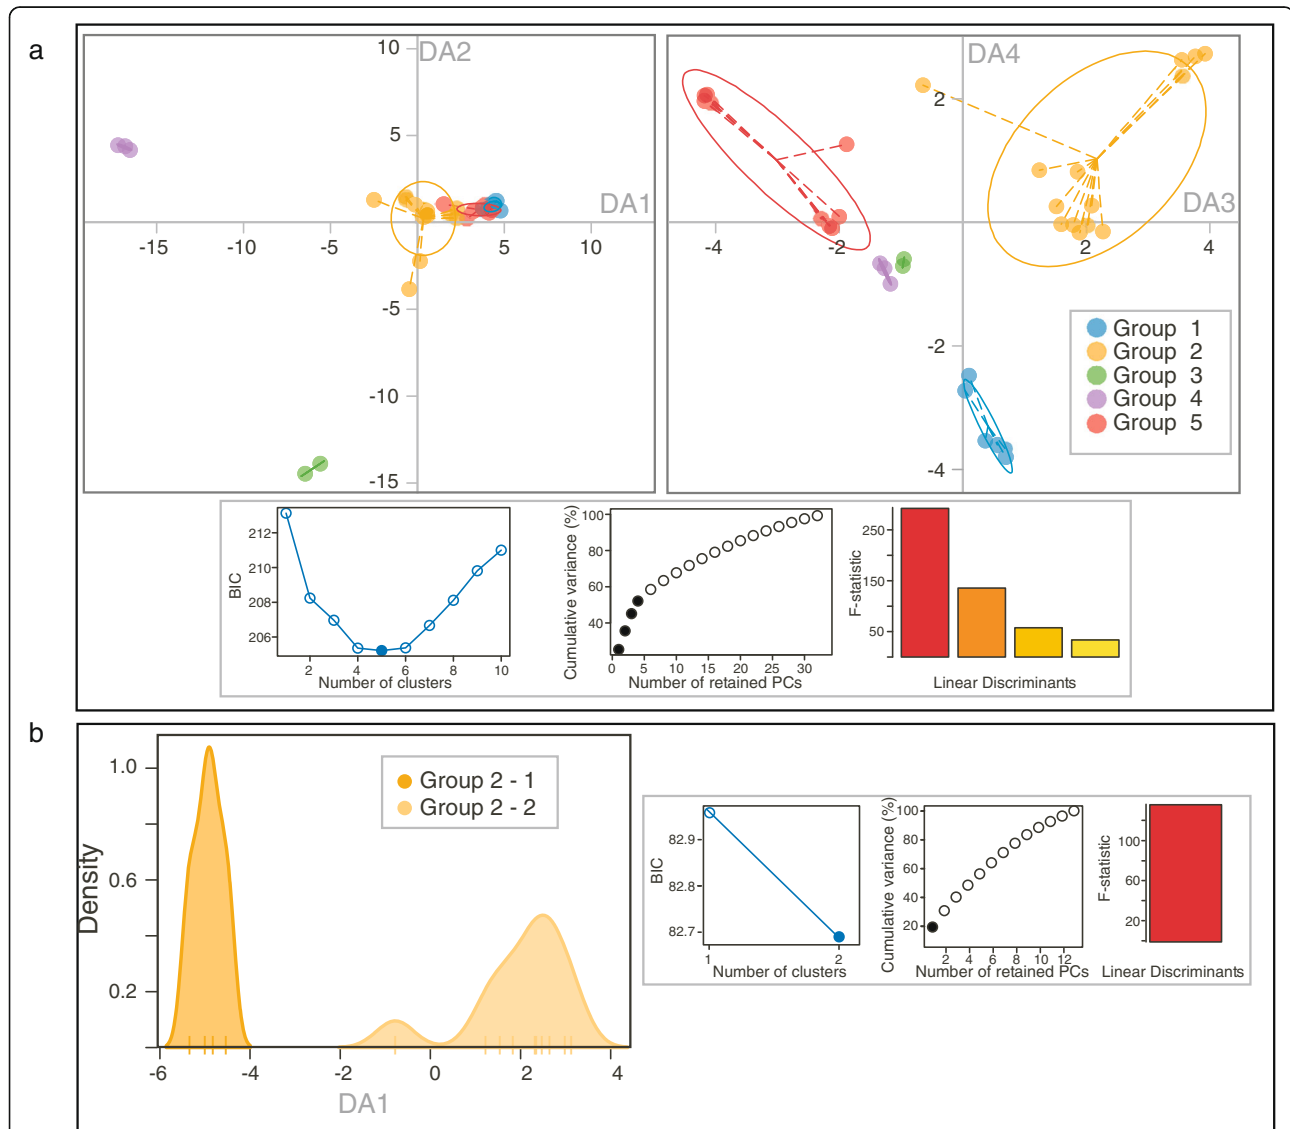 a
DA2
DA1
10
5
-5
-10
-15
-15
-10
-5
5
10
DA4
DA3
2
-2
-4
-4
-2
2
4
Group 1
Group 2
Group 3
Group 4
Group 5
BIC
212
210
208
206
2
4
6
8
10
Number of clusters
Cumulative variance (%)
100
80
60
40
0
5
10
15
20
25
30
Number of retained PCs
F-statistic
250
150
50
Linear Discriminants
b
Density
1.0
0.6
0.2
-6
-4
-2
0
2
4
DA1
Group 2 - 1
Group 2 - 2
BIC
82.9
82.8
82.7
1
2
Number of clusters
Cumulative variance (%)
100
80
60
40
20
2
4
6
8
10
12
Number of retained PCs
F-statistic
100
60
20
Linear Discriminants